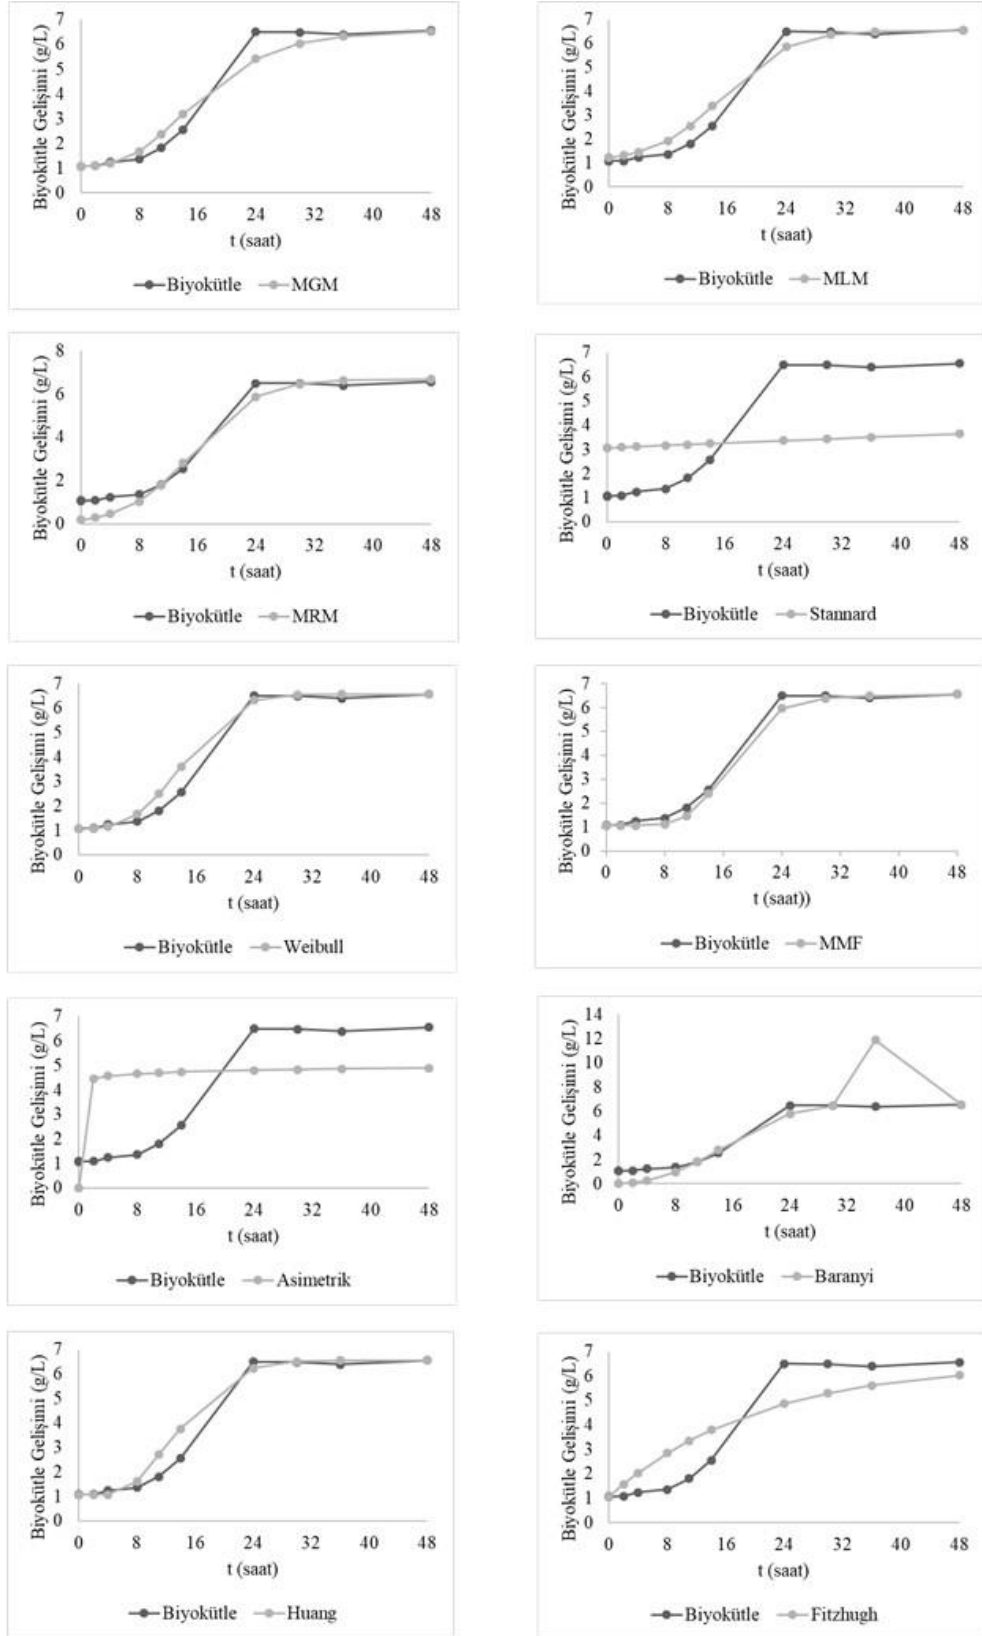 Biyokütle Gelişimi (g/L)
7
6
5
4
3
2
1
0
0 8 16 24 32 40 48
t (saat)
Biyokütle MGM
Biyokütle Gelişimi (g/L)
7
6
5
4
3
2
1
0
0 8 16 24 32 40 48
t (saat)
Biyokütle MLM
Biyokütle Gelişimi (g/L)
8
6
4
2
0
0 8 16 24 32 40 48
t (saat)
Biyokütle MRM
Biyokütle Gelişimi (g/L)
7
6
5
4
3
2
1
0
0 8 16 24 32 40 48
t (saat)
Biyokütle Stannard
Biyokütle Gelişimi (g/L)
7
6
5
4
3
2
1
0
0 8 16 24 32 40 48
t (saat)
Biyokütle Weibull
Biyokütle Gelişimi (g/L)
7
6
5
4
3
2
1
0
0 8 16 24 32 40 48
t (saat))
Biyokütle MMF
Biyokütle Gelişimi (g/L)
7
6
5
4
3
2
1
0
0 8 16 24 32 40 48
t (saat)
Biyokütle Asimetrik
Biyokütle Gelişimi (g/L)
14
12
10
8
6
4
2
0
0 8 16 24 32 40 48
t (saat)
Biyokütle Baranyi
Biyokütle Gelişimi (g/L)
7
6
5
4
3
2
1
0
0 8 16 24 32 40 48
t (saat)
Biyokütle Huang
Biyokütle Gelişimi (g/L)
7
6
5
4
3
2
1
0
0 8 16 24 32 40 48
t (saat)
Biyokütle Fitzhugh